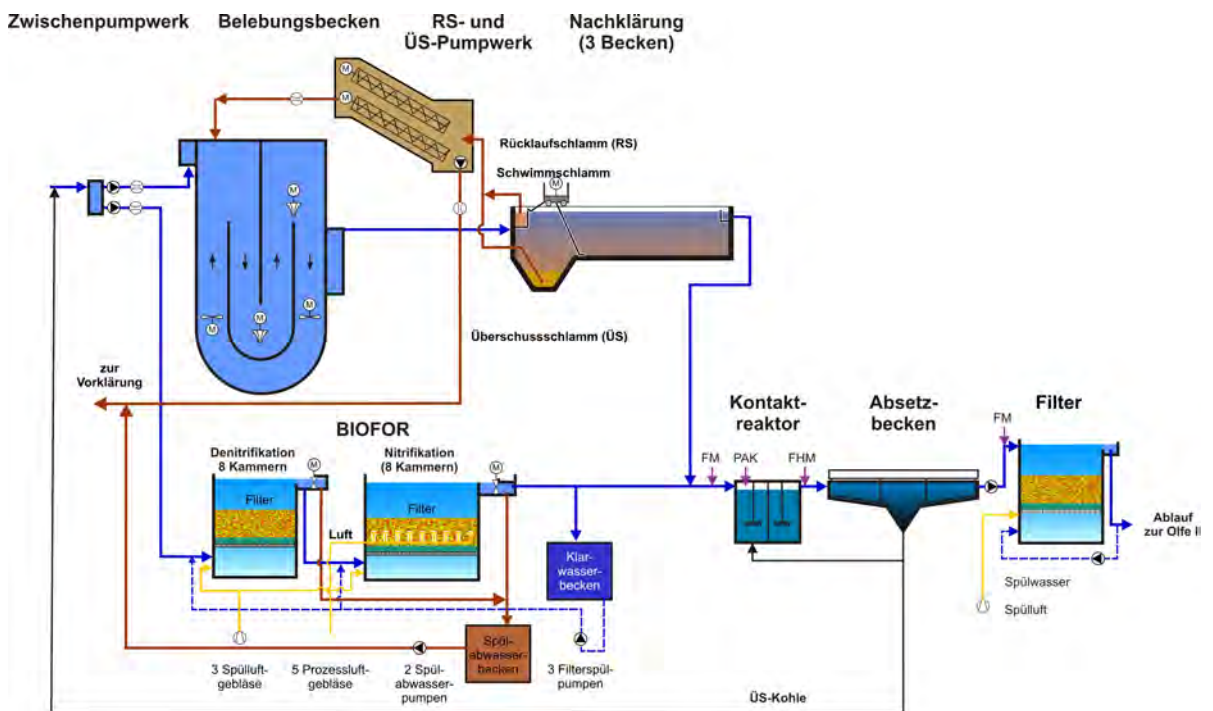 Zwischenpumpwerk
Belebungsbecken
RS- und
ÜS-Pumpwerk
Nachklärung
(3 Becken)
M
M
Rücklaufschlamm (RS)
Schwimmschlamm
M
M
M
M
M
Überschussschlamm (ÜS)
zur
Vorklärung
BIOFOR
Denitrifikation
8 Kammern
M
Nitrifikation
(8 Kammern)
M
Filter
Filter
Luft
Kontakt-
reaktor
Absetz-
becken
Filter
FM
FM
PAK
FHM
Ablauf
zur Olfe II
Klar-
wasser-
becken
Spülwasser
Spülluft
Spül-
abwasser-
becken
3 Spülluft-
gebläse
5 Prozessluft-
gebläse
2 Spül-
abwasser-
pumpen
3 Filterspül-
pumpen
ÜS-Kohle